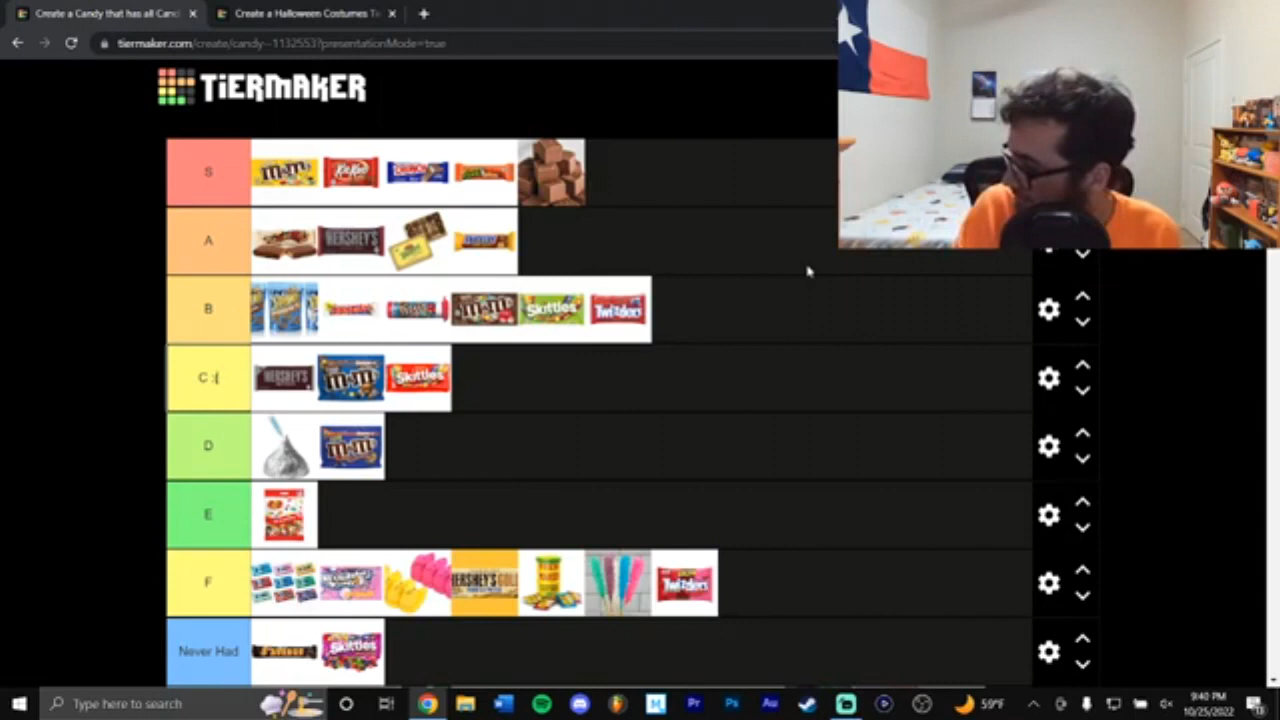 Create a Candy that has all Cand
Create a Halloween Costumes Ti
tiermaker.com/create/candy--1132553?presentationMode=true
TiERMAKER
S
m&m's
KitKat
CRUNCH
A
HERSHEY'S
B
m&m's
Skittles
Twizzlers
C :[
HERSHEY'S
m&m's
Skittles
D
m&m's
E
F
HERSHEY'S GOLD
Twizzlers
Never Had
Skittles
Type here to search
59°F
9:40 PM
10/25/2022